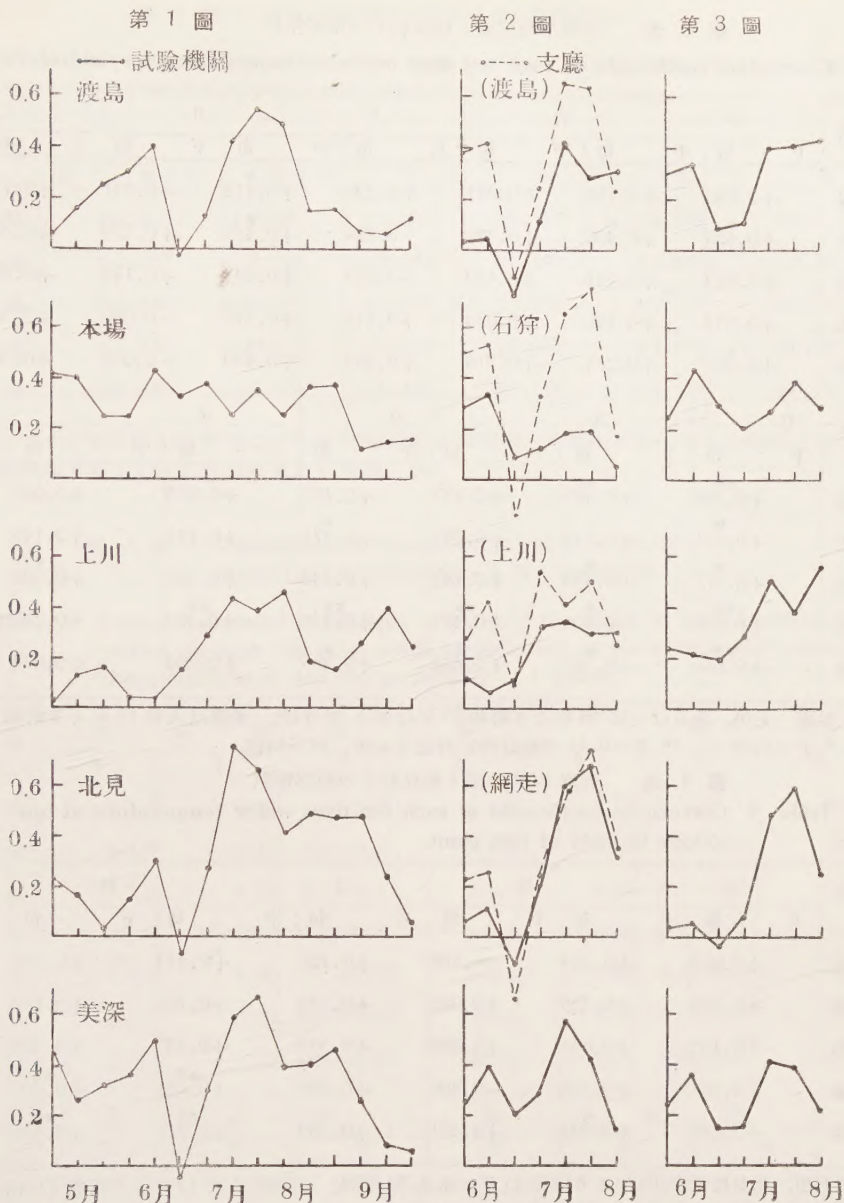 第1圖
第2圖
第3圖
試驗機關
支廳
渡島
(渡島)
0.6
0.4
0.2
本場
(石狩)
0.6
0.4
0.2
上川
(上川)
0.6
0.4
0.2
北見
(網走)
0.6
0.4
0.2
美深
0.6
0.4
0.2
5月 6月 7月 8月 9月
6月 7月 8月
6月 7月 8月